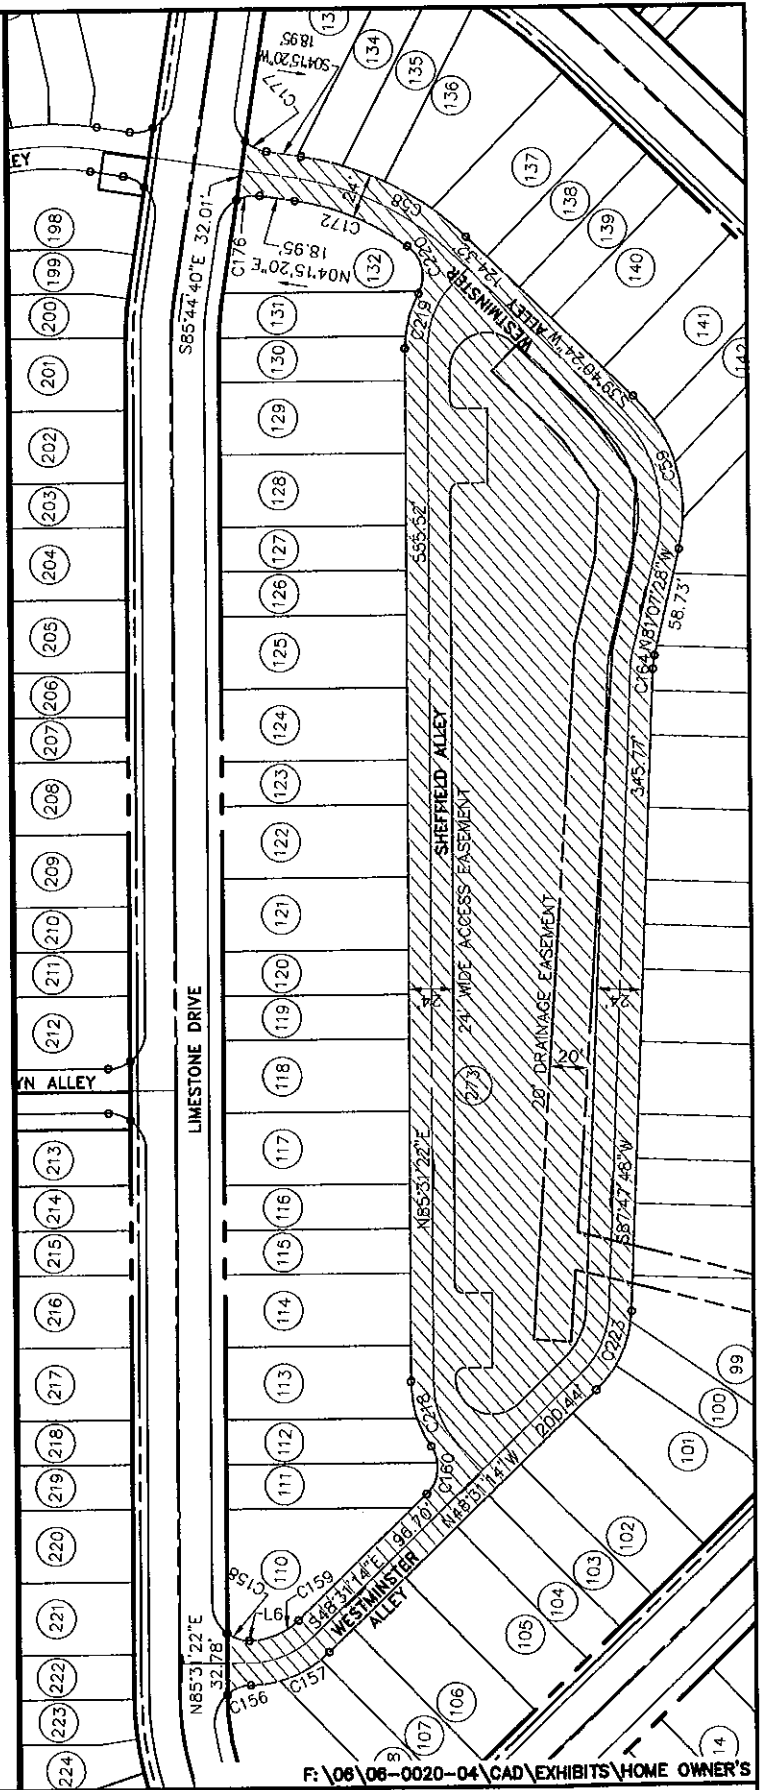 EY
198
199
200
201
202
203
204
205
206
207
208
209
210
211
212
YN ALLEY
213
214
215
216
217
218
219
220
221
222
223
224
LIMESTONE DRIVE
S85°44'40"E 32.01'
N85°31'22"E
32.78'
C176
C177
S04°15'20"W
18.95'
N04°15'20"E
18.95'
C172
24'
C58
C220
C219
134
135
136
137
138
139
140
141
142
132
131
130
129
128
127
126
125
124
123
122
121
120
119
118
117
116
115
114
113
112
111
110
WESTMINSTER ALLEY
S39°40'24"W 124.35'
C59
N81°07'28"W
58.73'
C164
345.77'
S87°47'48"W
585.52'
N85°31'22"E
SHEFFIELD ALLEY
24' WIDE ACCESS EASEMENT
24'
24'
273
20' DRAINAGE EASEMENT
20'
C223
C218
C160
200.44'
N48°31'14"W
96.70'
S48°31'14"E
WESTMINSTER
ALLEY
C159
C158
L79
C157
C156
99
100
101
102
103
104
105
106
107
8
14
F:\06\06-0020-04\CAD\EXHIBITS\HOME OWNER'S